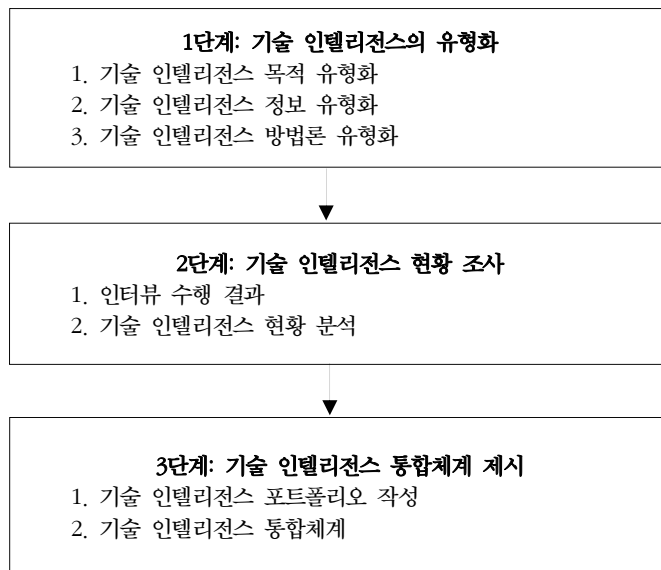 1단계: 기술 인텔리전스의 유형화
1. 기술 인텔리전스 목적 유형화
2. 기술 인텔리전스 정보 유형화
3. 기술 인텔리전스 방법론 유형화
2단계: 기술 인텔리전스 현황 조사
1. 인터뷰 수행 결과
2. 기술 인텔리전스 현황 분석
3단계: 기술 인텔리전스 통합체계 제시
1. 기술 인텔리전스 포트폴리오 작성
2. 기술 인텔리전스 통합체계